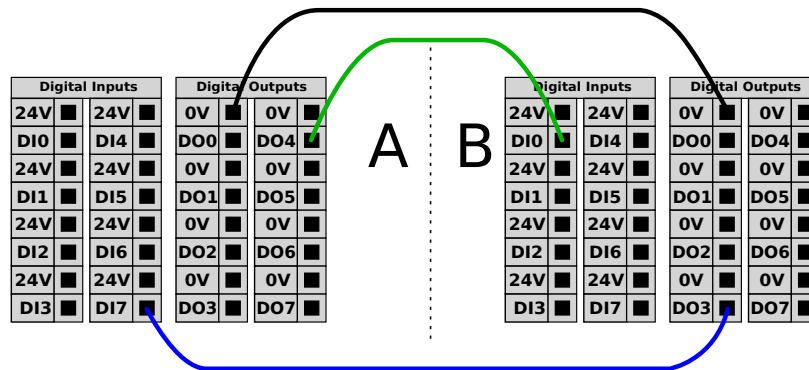 Digital Inputs Digital Outputs Digital Inputs Digital Outputs
24V 24V 0V 0V 24V 24V 0V 0V
DI0 DI4 DO0 DO4 A B DI0 DI4 DO0 DO4
24V 24V 0V 0V 24V 24V 0V 0V
DI1 DI5 DO1 DO5 DI1 DI5 DO1 DO5
24V 24V 0V 0V 24V 24V 0V 0V
DI2 DI6 DO2 DO6 DI2 DI6 DO2 DO6
24V 24V 0V 0V 24V 24V 0V 0V
DI3 DI7 DO3 DO7 DI3 DI7 DO3 DO7